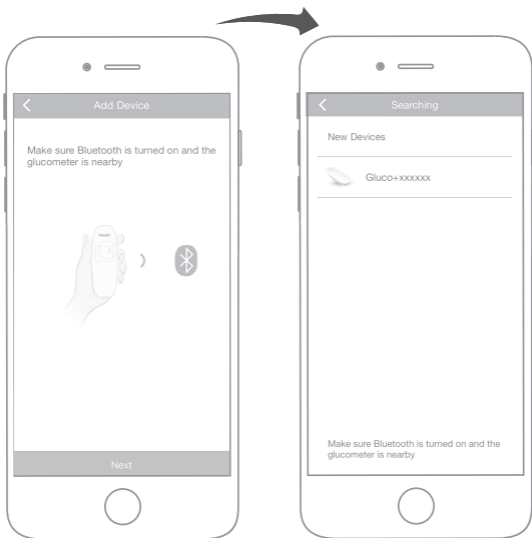 Add Device
Make sure Bluetooth is turned on and the
glucometer is nearby
Next
Searching
New Devices
Gluco+xxxxxx
Make sure Bluetooth is turned on and the
glucometer is nearby